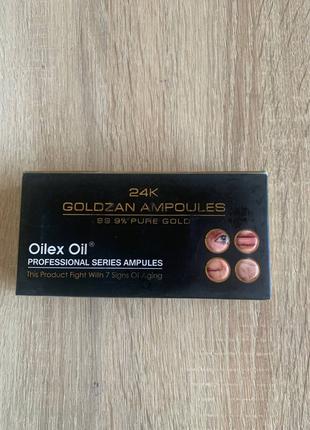 24K
GOLDZAN AMPOULES
99.9% PURE GOLD
Oilex Oil®
PROFESSIONAL SERIES AMPULES
This Product Fight With 7 Signs Of Aging